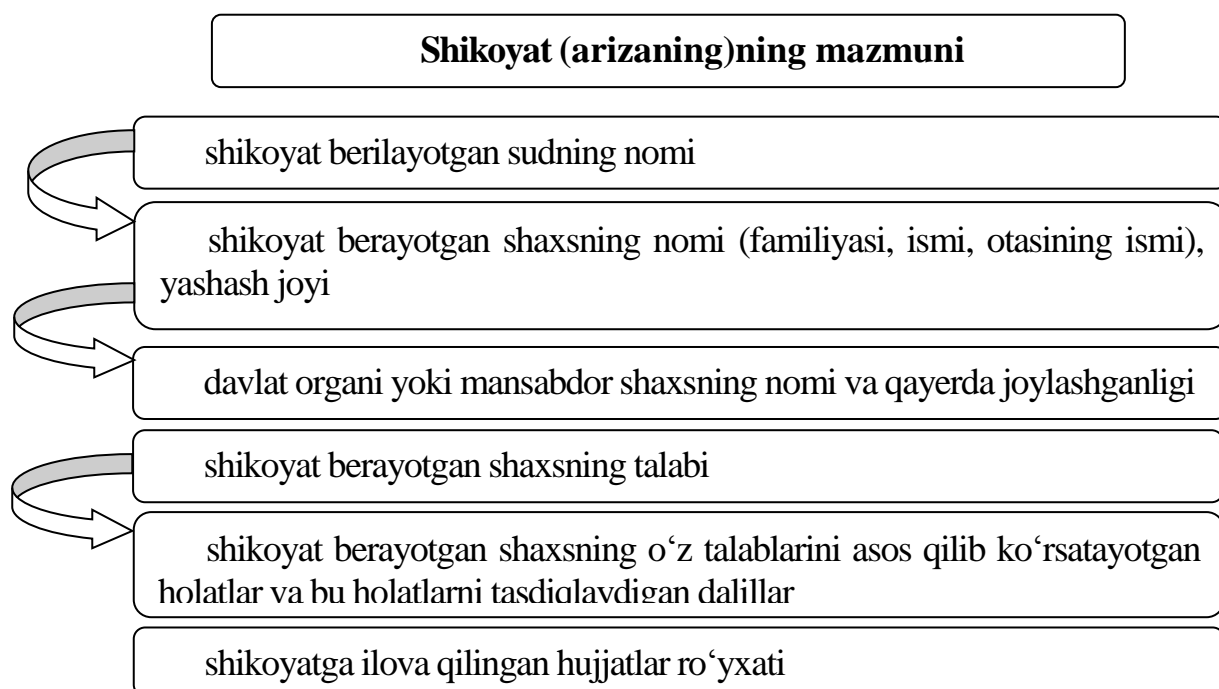 Shikoyat (arizaning)ning mazmuni
shikoyat berilayotgan sudning nomi
shikoyat berayotgan shaxsning nomi (familiyasi, ismi, otasining ismi),
yashash joyi
davlat organi yoki mansabdor shaxsning nomi va qayerda joylashganligi
shikoyat berayotgan shaxsning talabi
shikoyat berayotgan shaxsning o‘z talablarini asos qilib ko‘rsatayotgan
holatlar va bu holatlarni tasdiqlaydigan dalillar
shikoyatga ilova qilingan hujjatlar ro‘yxati